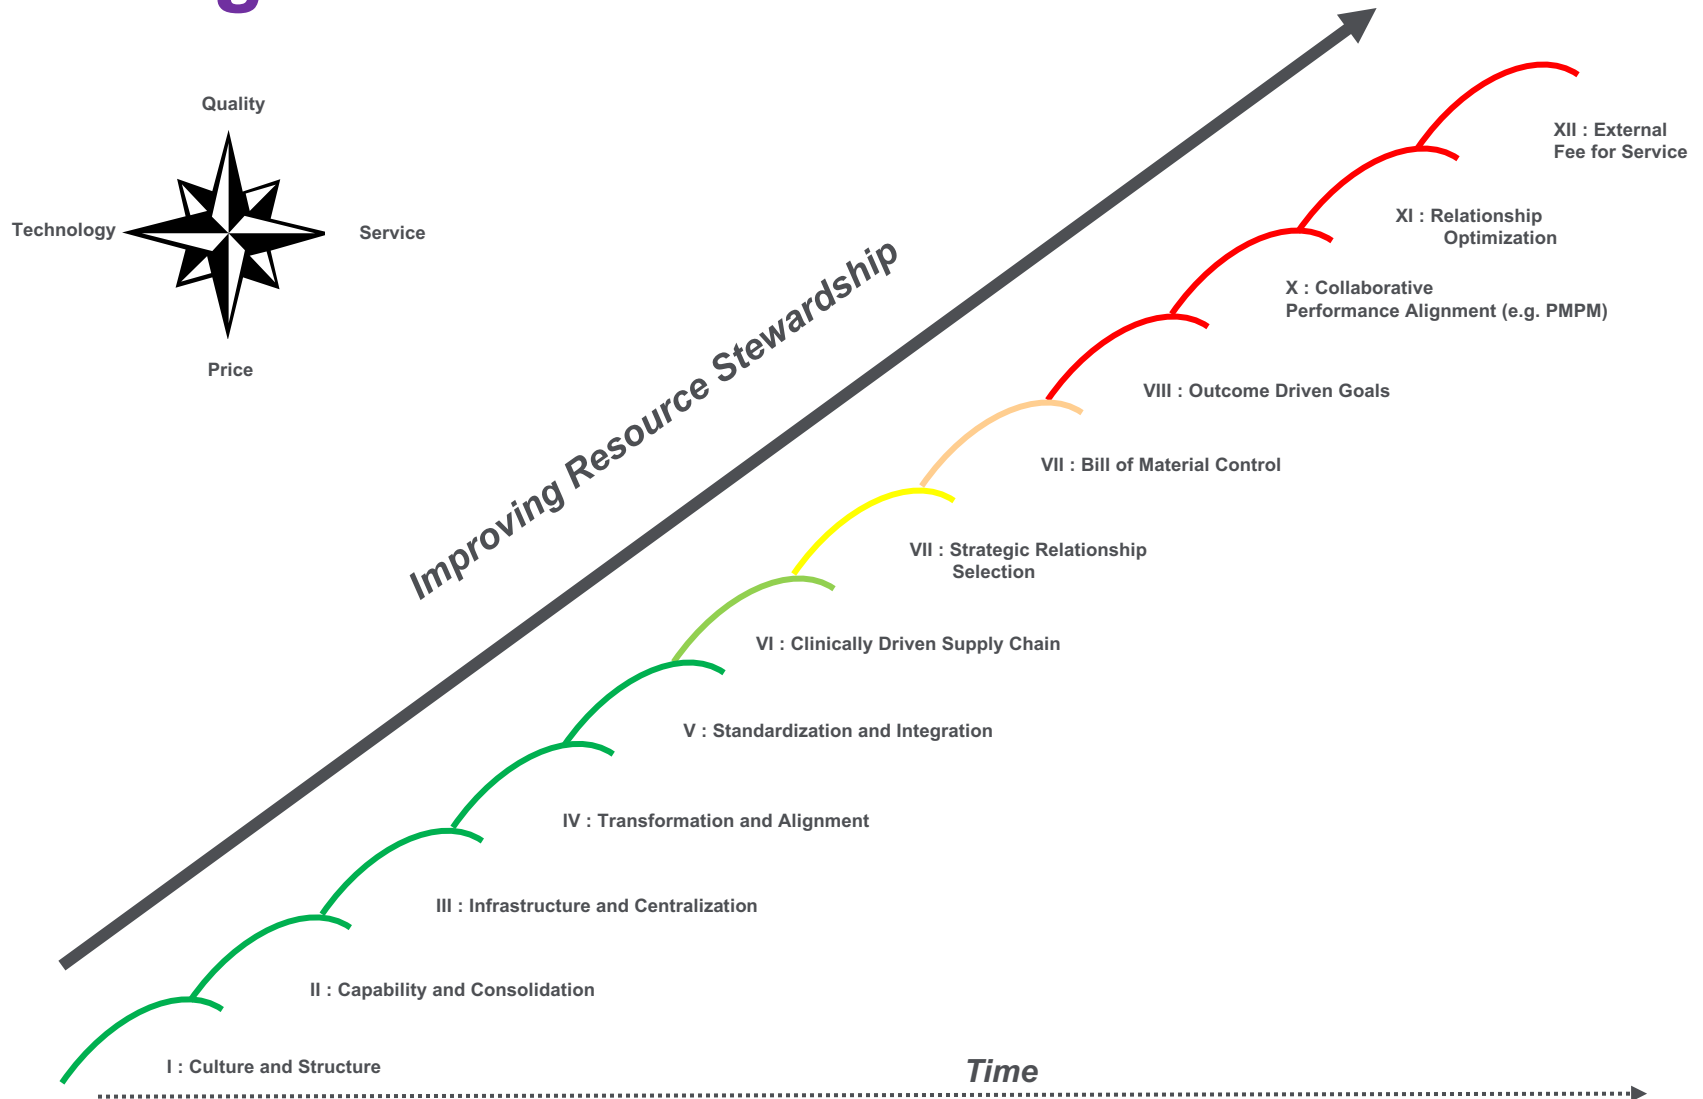 Quality
Technology
Service
Price
Improving Resource Stewardship
XII : External
Fee for Service
XI : Relationship
Optimization
X : Collaborative
Performance Alignment (e.g. PMPM)
VIII : Outcome Driven Goals
VII : Bill of Material Control
VII : Strategic Relationship
Selection
VI : Clinically Driven Supply Chain
V : Standardization and Integration
IV : Transformation and Alignment
III : Infrastructure and Centralization
II : Capability and Consolidation
I : Culture and Structure
Time